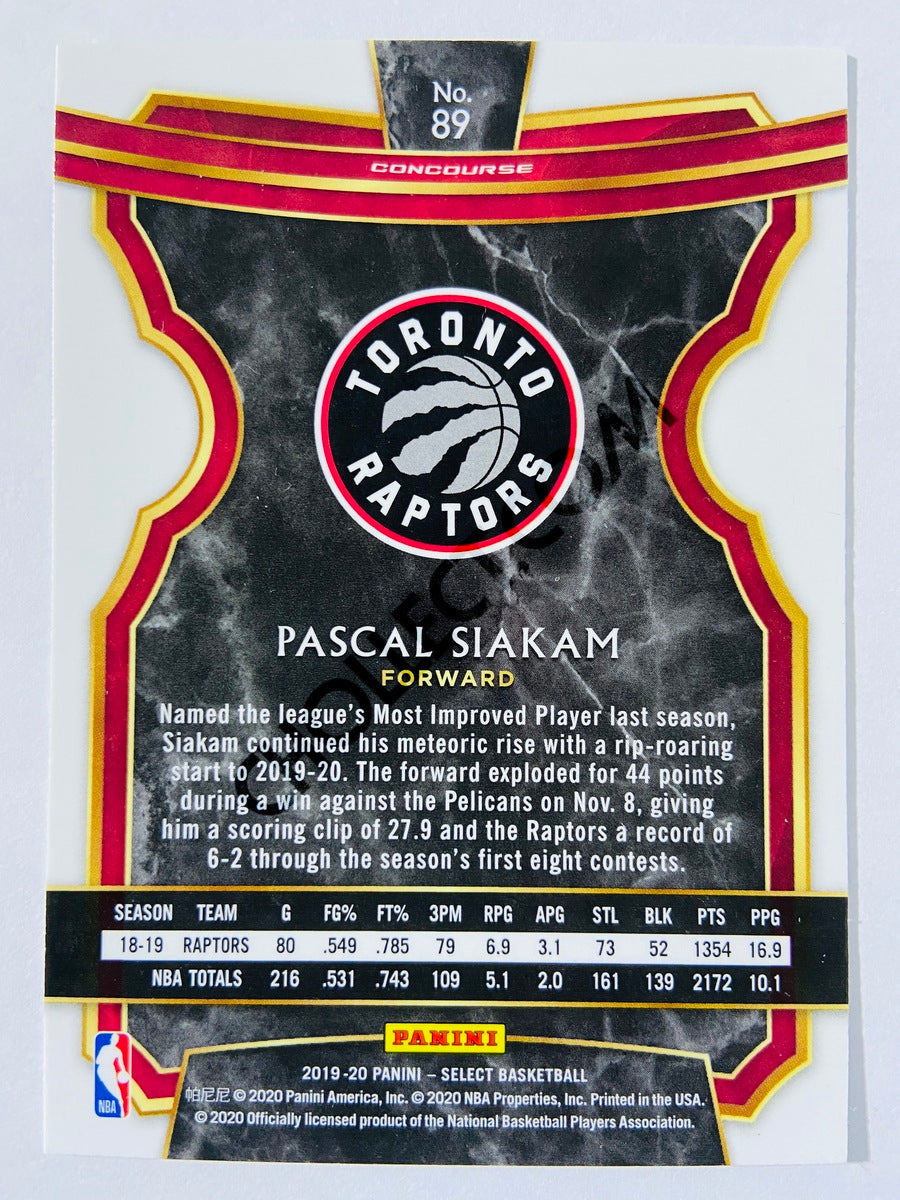 No.
89
CONCOURSE
TORONTO
RAPTORS
CHOLLECT.COM
PASCAL SIAKAM
FORWARD
Named the league's Most Improved Player last season,
Siakam continued his meteoric rise with a rip-roaring
start to 2019-20. The forward exploded for 44 points
during a win against the Pelicans on Nov. 8, giving
him a scoring clip of 27.9 and the Raptors a record of
6-2 through the season's first eight contests.
SEASON TEAM G FG% FT% 3PM RPG APG STL BLK PTS PPG
18-19 RAPTORS 80 .549 .785 79 6.9 3.1 73 52 1354 16.9
NBA TOTALS 216 .531 .743 109 5.1 2.0 161 139 2172 10.1
PANINI
2019-20 PANINI – SELECT BASKETBALL
帕尼尼 © 2020 Panini America, Inc. © 2020 NBA Properties, Inc. Printed in the USA.
© 2020 Officially licensed product of the National Basketball Players Association.
NBA